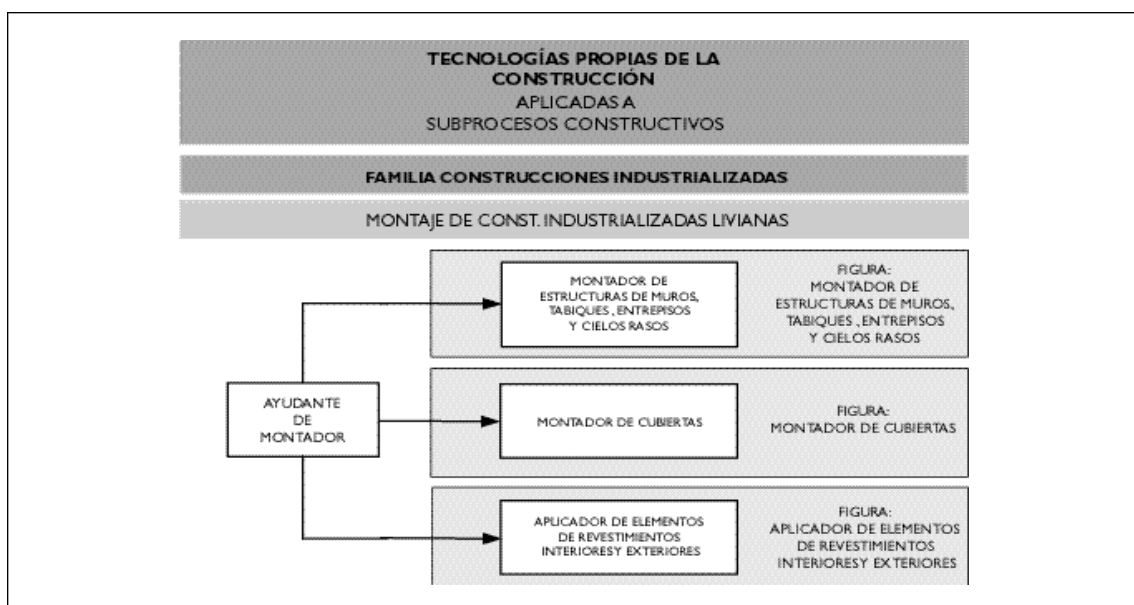 TECNOLOGÍAS PROPIAS DE LA
CONSTRUCCIÓN
APLICADAS A
SUBPROCESOS CONSTRUCTIVOS
FAMILIA CONSTRUCCIONES INDUSTRIALIZADAS
MONTAJE DE CONST. INDUSTRIALIZADAS LIVIANAS
MONTADOR DE
ESTRUCTURAS DE MUROS,
TABIQUES, ENTREPISOS
Y CIELOS RASOS
FIGURA:
MONTADOR DE
ESTRUCTURAS DE MUROS,
TABIQUES, ENTREPISOS
Y CIELOS RASOS
AYUDANTE
DE
MONTADOR
MONTADOR DE CUBIERTAS
FIGURA:
MONTADOR DE CUBIERTAS
APLICADOR DE ELEMENTOS
DE REVESTIMIENTOS
INTERIORES Y EXTERIORES
FIGURA:
APLICADOR DE ELEMENTOS
DE REVESTIMIENTOS
INTERIORES Y EXTERIORES